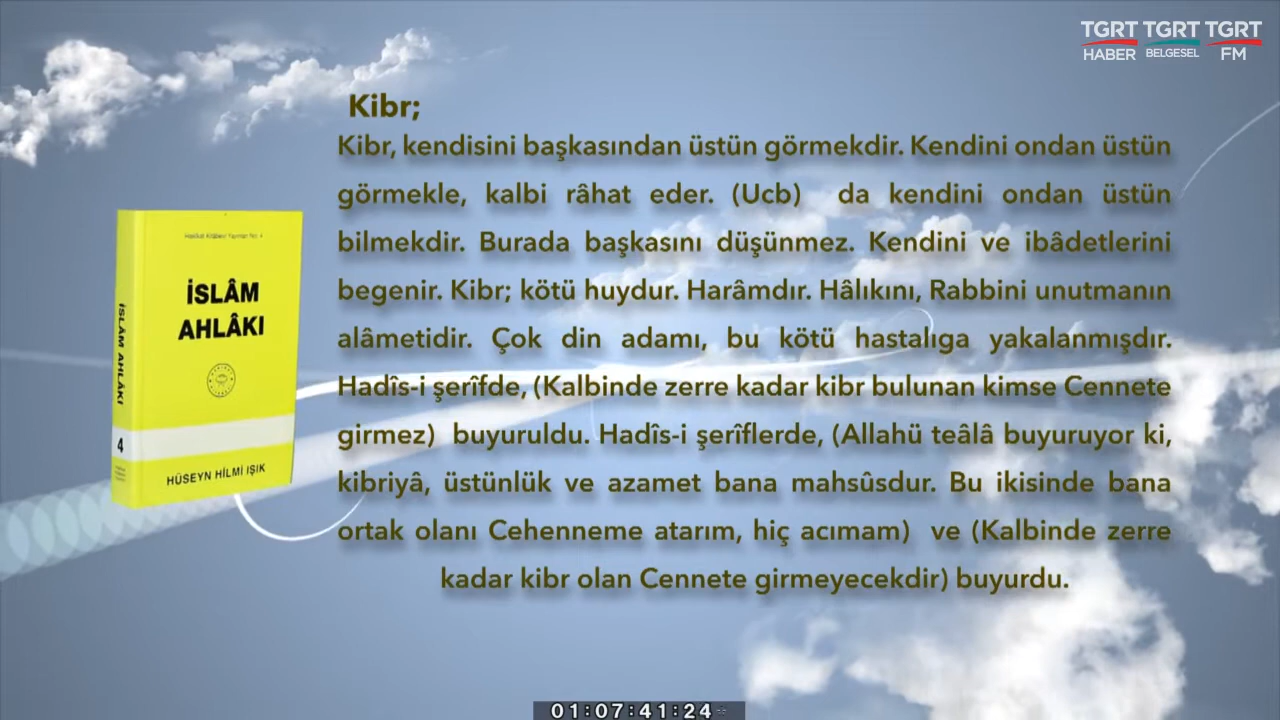 TGRT TGRT TGRT
HABER BELGESEL FM
Kibr;
Kibr, kendisini başkasından üstün görmekdir. Kendini ondan üstün
görmekle, kalbi râhat eder. (Ucb) da kendini ondan üstün
bilmekdir. Burada başkasını düşünmez. Kendini ve ibâdetlerini
begenir. Kibr; kötü huydur. Harâmdır. Hâlıkını, Rabbini unutmanın
alâmetidir. Çok din adamı, bu kötü hastalıga yakalanmışdır.
Hadîs-i şerîfde, (Kalbinde zerre kadar kibr bulunan kimse Cennete
girmez) buyuruldu. Hadîs-i şerîflerde, (Allahü teâlâ buyuruyor ki,
kibriyâ, üstünlük ve azamet bana mahsûsdur. Bu ikisinde bana
ortak olanı Cehenneme atarım, hiç acımam) ve (Kalbinde zerre
kadar kibr olan Cennete girmeyecekdir) buyurdu.
İSLÂM
AHLÂKI
HÜSEYN HİLMİ IŞIK
İSLÂM AHLÂKI
4
01:07:41:24